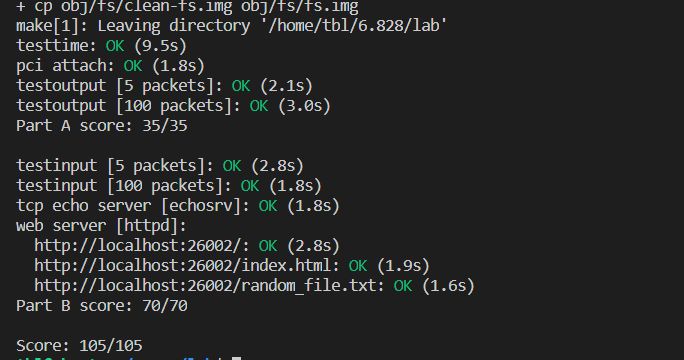 + cp obj/fs/clean-fs.img obj/fs/fs.img
make[1]: Leaving directory '/home/tbl/6.828/lab'
testtime: OK (9.5s)
pci attach: OK (1.8s)
testoutput [5 packets]: OK (2.1s)
testoutput [100 packets]: OK (3.0s)
Part A score: 35/35
testinput [5 packets]: OK (2.8s)
testinput [100 packets]: OK (1.8s)
tcp echo server [echosrv]: OK (1.8s)
web server [httpd]:
http://localhost:26002/: OK (2.8s)
http://localhost:26002/index.html: OK (1.9s)
http://localhost:26002/random_file.txt: OK (1.6s)
Part B score: 70/70
Score: 105/105